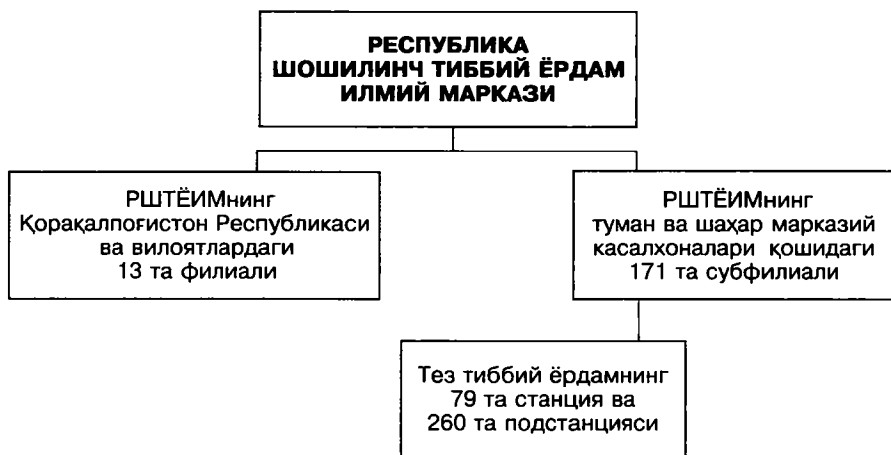 РЕСПУБЛИКА
ШОШИЛИНЧ ТИББИЙ ЁРДАМ
ИЛМИЙ МАРКАЗИ
РШТЁИМнинг
Қорақалпоғистон Республикаси
ва вилоятлардаги
13 та филиали
РШТЁИМнинг
туман ва шаҳар марказий
касалхоналари қошидаги
171 та субфилиали
Тез тиббий ёрдамнинг
79 та станция ва
260 та подстанцияси